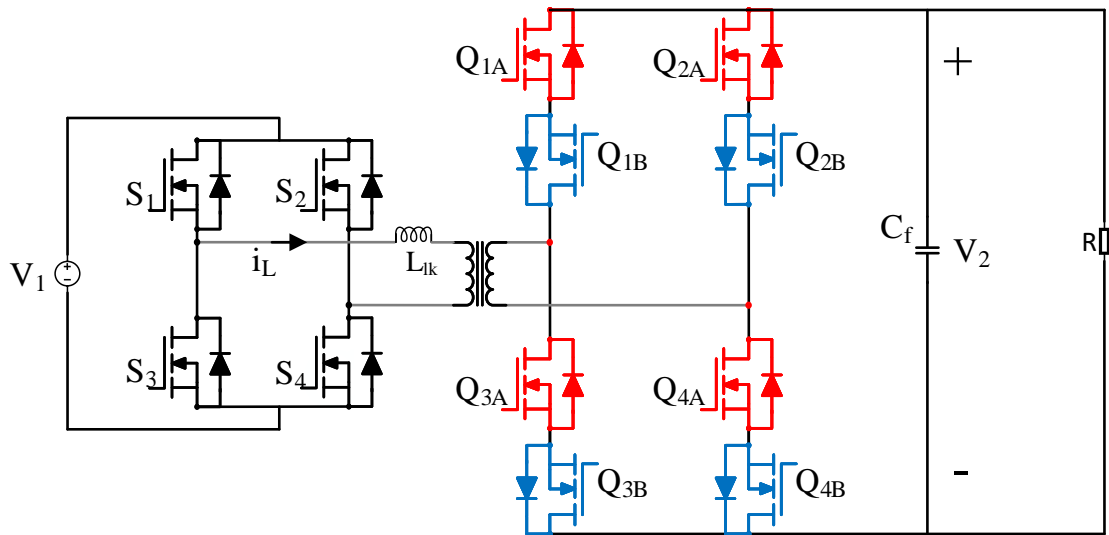 Q1A
Q2A
+
Q1B
Q2B
S1
S2
V1
+
-
iL
Llk
Cf
V2
R
S3
S4
Q3A
Q4A
Q3B
Q4B
-